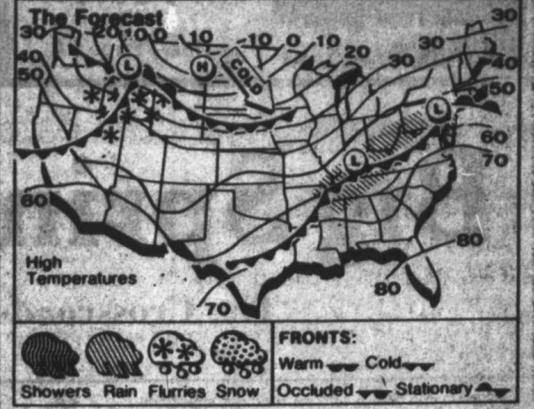 The Forecast
30 20 10 0 10 10 0 10 20 30 30 30
40 40
50 50
L H L L
COLD
60
70
60
80
70 80
High
Temperatures
Showers Rain Flurries Snow
FRONTS:
Warm Cold
Occluded Stationary